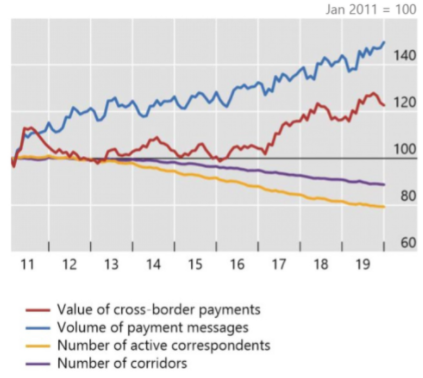 Jan 2011 = 100
140
120
100
80
60
11 12 13 14 15 16 17 18 19
Value of cross-border payments
Volume of payment messages
Number of active correspondents
Number of corridors